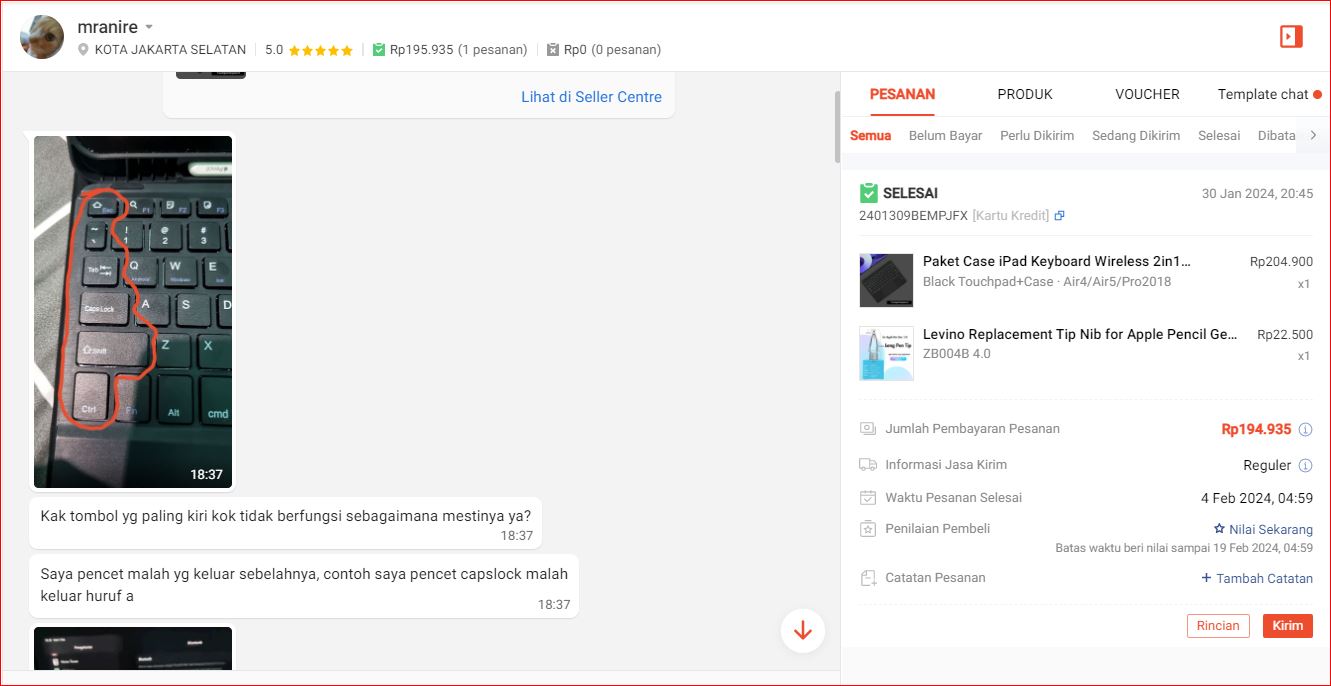 mranire
KOTA JAKARTA SELATAN 5.0 Rp195.935 (1 pesanan) Rp0 (0 pesanan)
Lihat di Seller Centre
Esc F1 F2 F3
~ ! @ #
` 1 2 3
Tab Q W E
Caps Lock A S D
Shift Z X
Ctrl Fn Alt cmd
18:37
Kak tombol yg paling kiri kok tidak berfungsi sebagaimana mestinya ya?
18:37
Saya pencet malah yg keluar sebelahnya, contoh saya pencet capslock malah
keluar huruf a
18:37
PESANAN PRODUK VOUCHER Template chat
Semua Belum Bayar Perlu Dikirim Sedang Dikirim Selesai Dibata
SELESAI 30 Jan 2024, 20:45
2401309BEMPJFX [Kartu Kredit]
Paket Case iPad Keyboard Wireless 2in1... Rp204.900
Black Touchpad+Case · Air4/Air5/Pro2018 x1
Levino Replacement Tip Nib for Apple Pencil Ge... Rp22.500
ZB004B 4.0 x1
Jumlah Pembayaran Pesanan Rp194.935
Informasi Jasa Kirim Reguler
Waktu Pesanan Selesai 4 Feb 2024, 04:59
Penilaian Pembeli Nilai Sekarang
Batas waktu beri nilai sampai 19 Feb 2024, 04:59
Catatan Pesanan + Tambah Catatan
Rincian Kirim